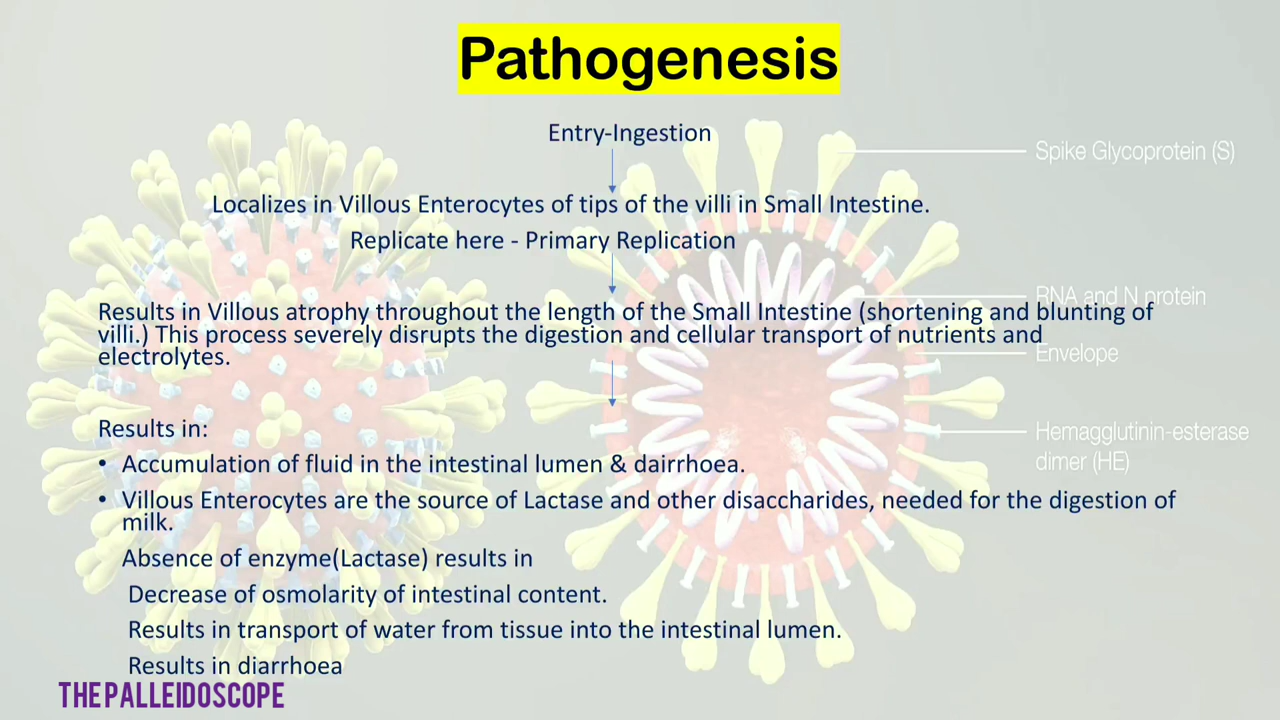 Pathogenesis
Entry-Ingestion
Spike Glycoprotein (S)
Localizes in Villous Enterocytes of tips of the villi in Small Intestine.
Replicate here - Primary Replication
RNA and N protein
Results in Villous atrophy throughout the length of the Small Intestine (shortening and blunting of
villi.) This process severely disrupts the digestion and cellular transport of nutrients and
electrolytes.
Envelope
Results in:
Hemagglutinin-esterase
dimer (HE)
• Accumulation of fluid in the intestinal lumen & dairrhoea.
• Villous Enterocytes are the source of Lactase and other disaccharides, needed for the digestion of
milk.
Absence of enzyme(Lactase) results in
Decrease of osmolarity of intestinal content.
Results in transport of water from tissue into the intestinal lumen.
Results in diarrhoea
THEPALLEIDOSCOPE